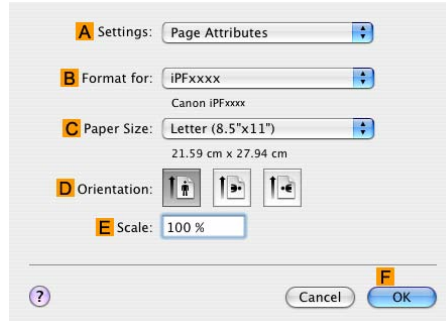 A Settings: Page Attributes
B Format for: iPFxxxx
Canon iPFxxxx
C Paper Size: Letter (8.5"x11")
21.59 cm x 27.94 cm
D Orientation:
E Scale: 100 %
F
? Cancel OK